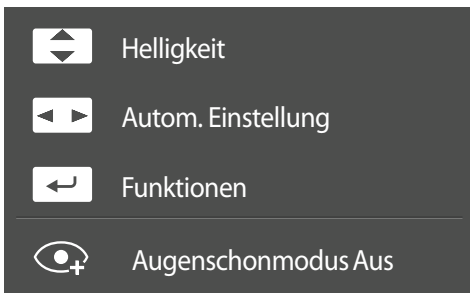 Helligkeit
Autom. Einstellung
Funktionen
Augenschonmodus Aus